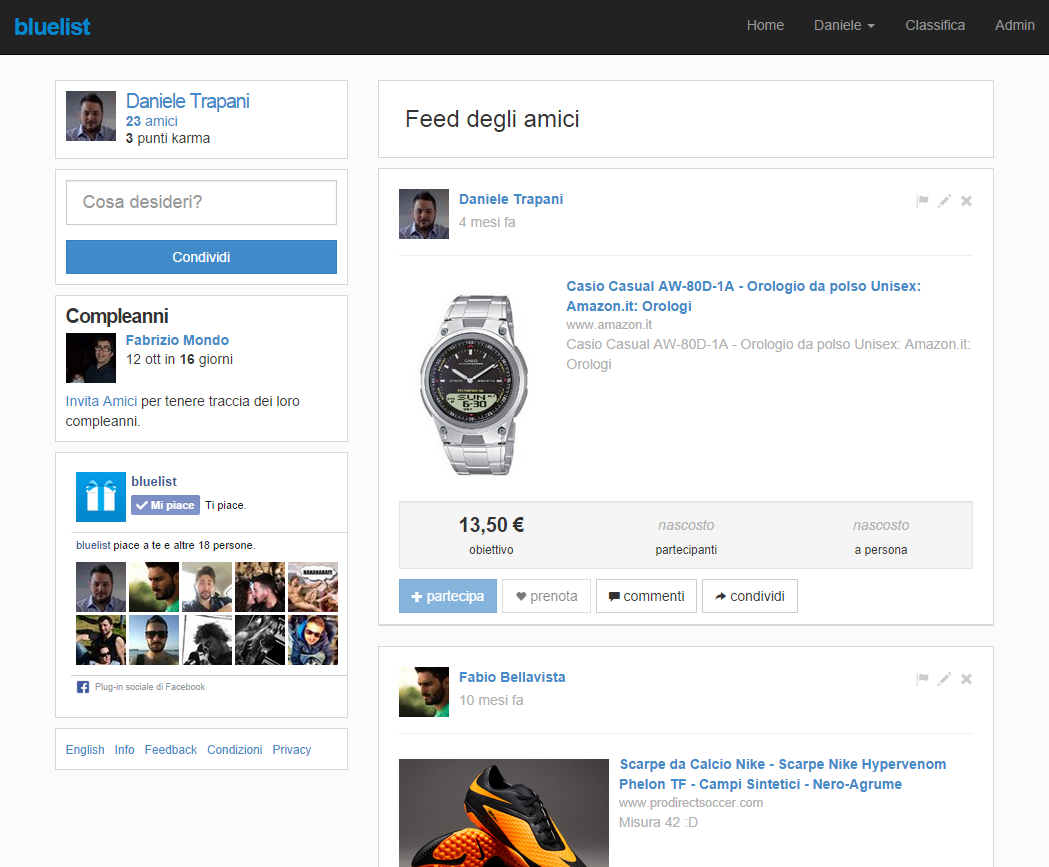 bluelist
Home
Daniele
Classifica
Admin
Daniele Trapani
23 amici
3 punti karma
Cosa desideri?
Condividi
Compleanni
Fabrizio Mondo
12 ott in 16 giorni
Invita Amici per tenere traccia dei loro
compleanni.
bluelist
Mi piace
Ti piace.
bluelist piace a te e altre 18 persone.
HAHAHAHA!!!
Plug-in sociale di Facebook
English
Info
Feedback
Condizioni
Privacy
Feed degli amici
Daniele Trapani
4 mesi fa
Casio Casual AW-80D-1A - Orologio da polso Unisex:
Amazon.it: Orologi
www.amazon.it
Casio Casual AW-80D-1A - Orologio da polso Unisex: Amazon.it:
Orologi
CASIO
SUN
6-30
13,50 €
obiettivo
nascosto
partecipanti
nascosto
a persona
partecipa
prenota
commenti
condividi
Fabio Bellavista
10 mesi fa
Scarpe da Calcio Nike - Scarpe Nike Hypervenom
Phelon TF - Campi Sintetici - Nero-Agrume
www.prodirectsoccer.com
Misura 42 :D